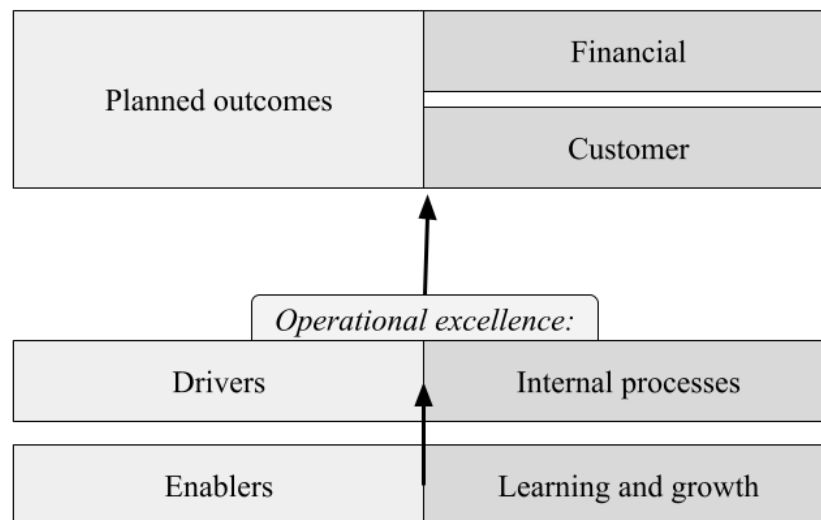 Planned outcomes
Financial
Customer
Operational excellence:
Drivers
Internal processes
Enablers
Learning and growth